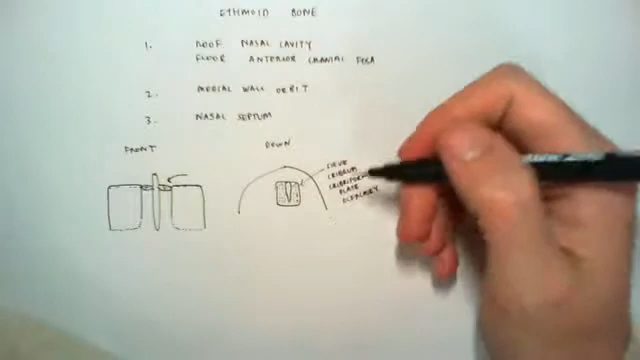 ETHMOID BONE
1. ROOF NASAL CAVITY
FLOOR ANTERIOR CRANIAL FOSA
2. MEDIAL WALL ORBIT
3. NASAL SEPTUM
FRONT
DOWN
SIEVE
CRIBRUM
CRIBRIFORM
PLATE
OLFACTORY